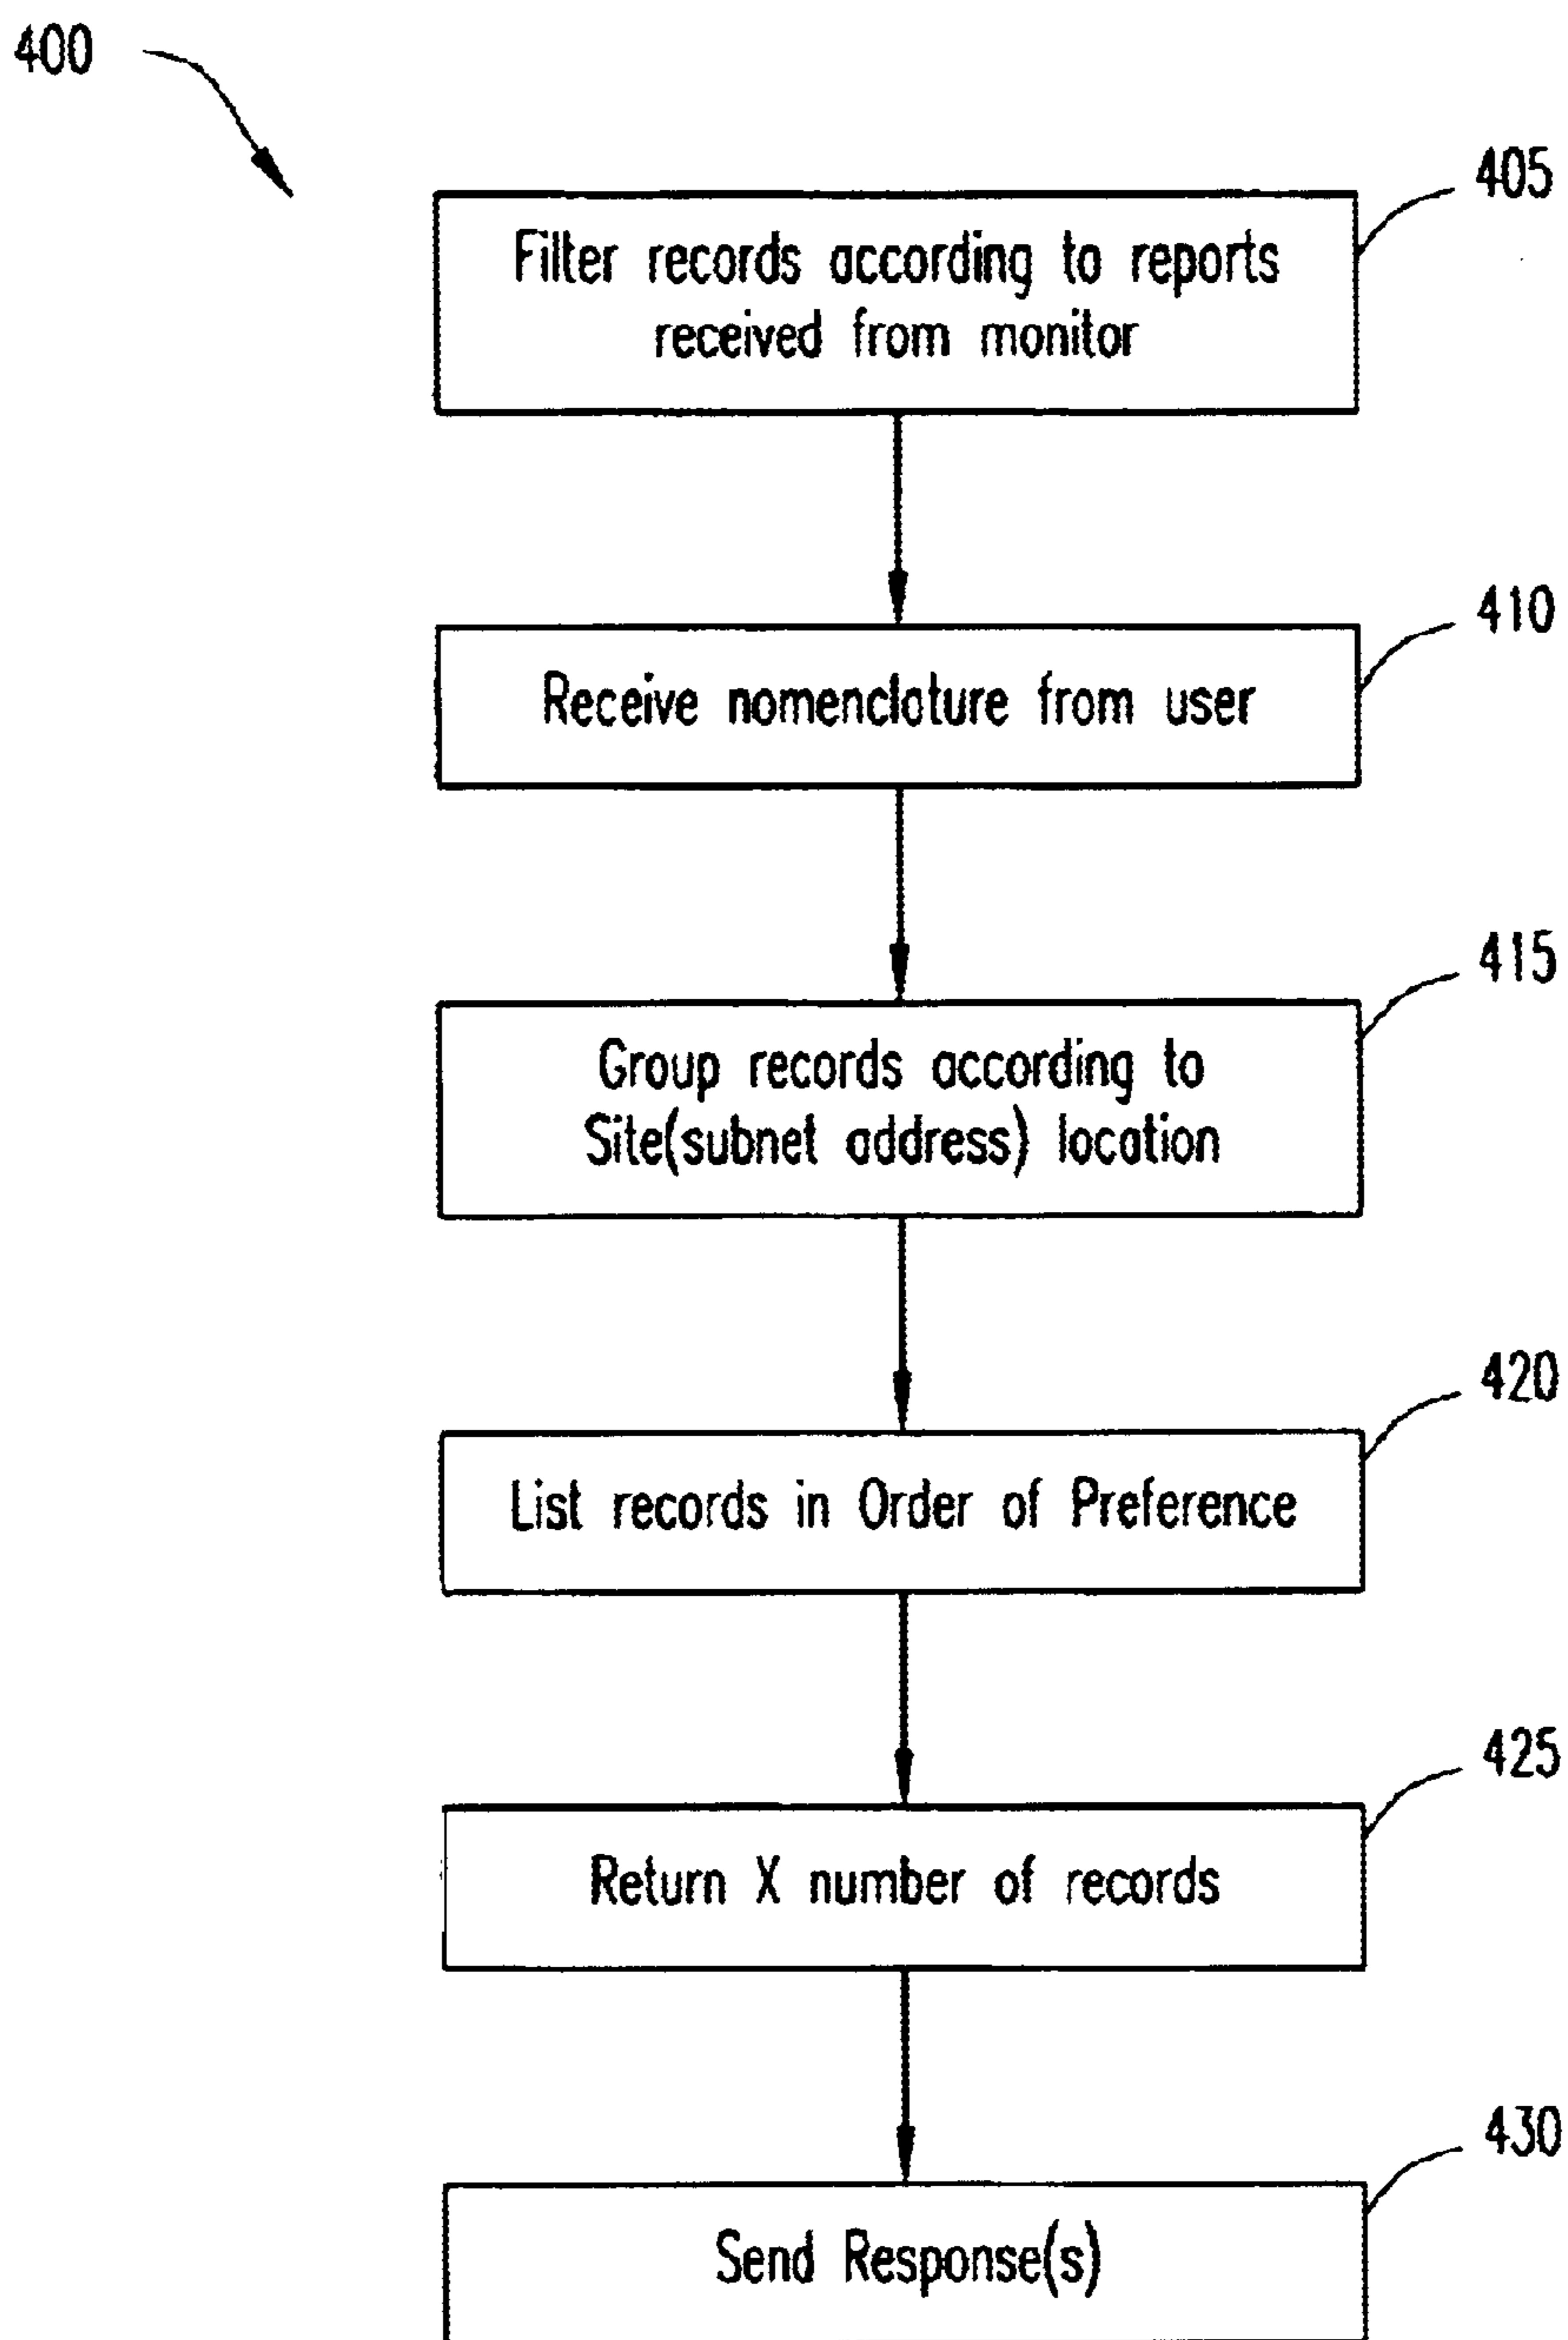 400
405
Filter records according to reports
received from monitor
410
Receive nomenclature from user
415
Group records according to
Site(subnet address) location
420
List records in Order of Preference
425
Return X number of records
430
Send Response(s)